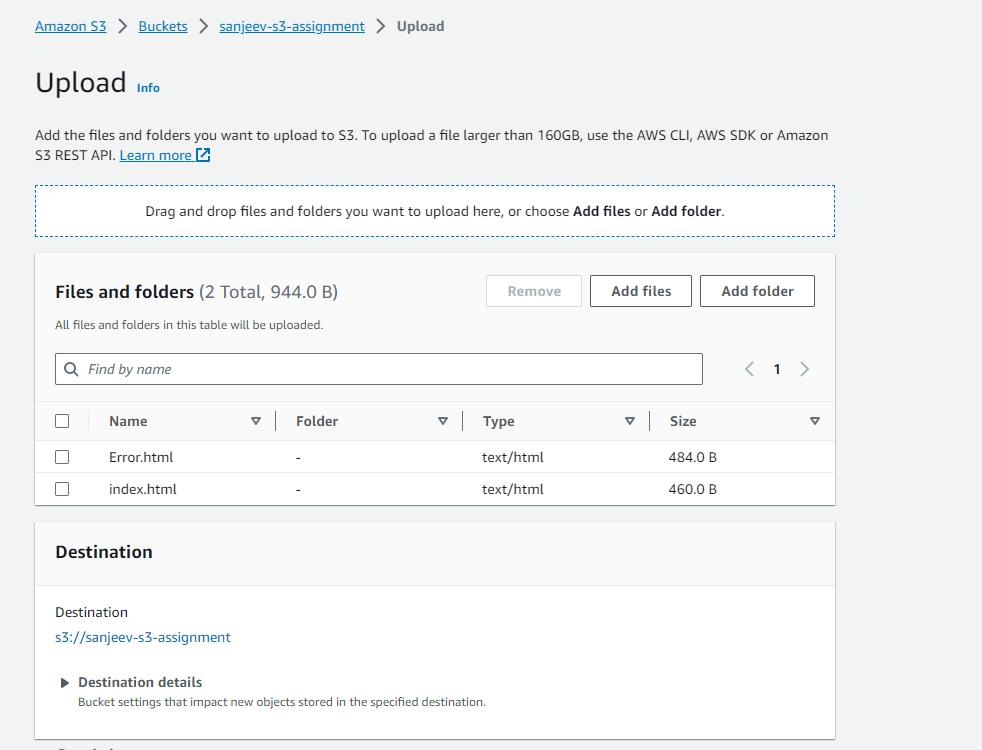 Amazon S3 > Buckets > sanjeev-s3-assignment > Upload
Upload Info
Add the files and folders you want to upload to S3. To upload a file larger than 160GB, use the AWS CLI, AWS SDK or Amazon
S3 REST API. Learn more
Drag and drop files and folders you want to upload here, or choose Add files or Add folder.
Files and folders (2 Total, 944.0 B) Remove Add files Add folder
All files and folders in this table will be uploaded.
Find by name 1
Name Folder Type Size
Error.html - text/html 484.0 B
index.html - text/html 460.0 B
Destination
Destination
s3://sanjeev-s3-assignment
Destination details
Bucket settings that impact new objects stored in the specified destination.